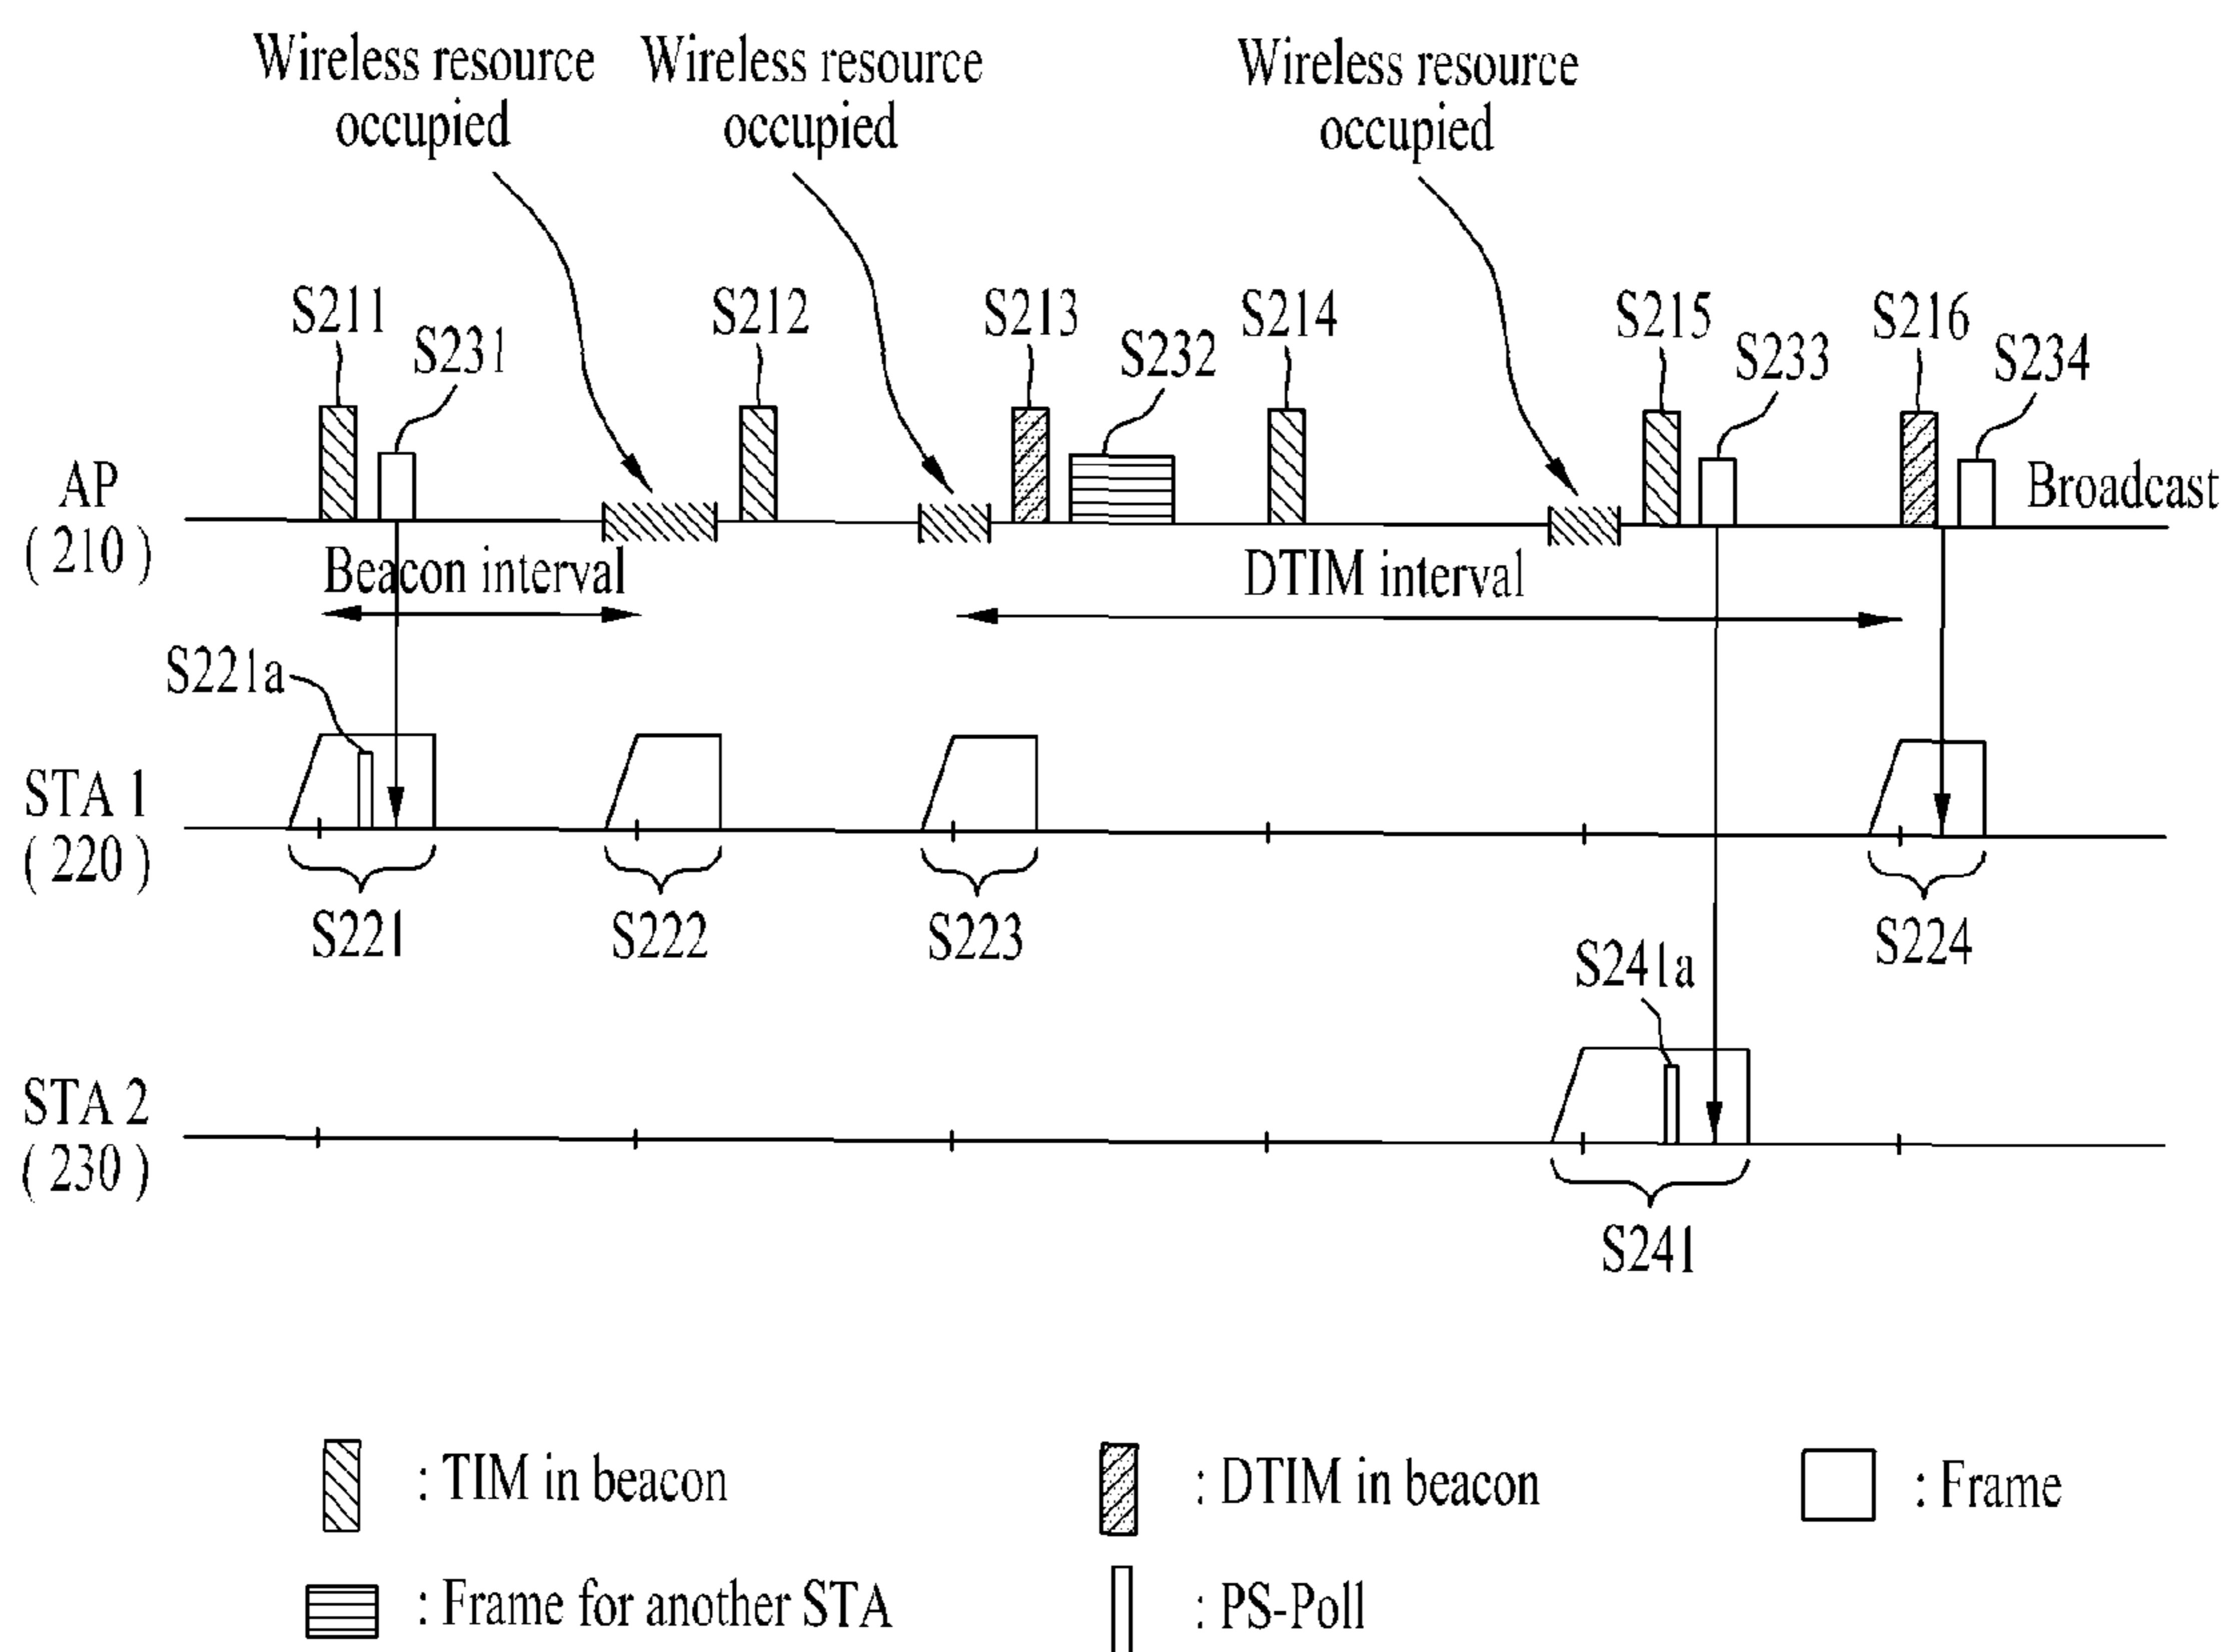 Wireless resource
occupied
Wireless resource
occupied
Wireless resource
occupied
S211
S231
S212
S213
S232
S214
S215
S233
S216
S234
AP
( 210 )
Broadcast
Beacon interval
DTIM interval
S221a
STA 1
( 220 )
S221
S222
S223
S224
S241a
STA 2
( 230 )
S241
: TIM in beacon
: DTIM in beacon
: Frame
: Frame for another STA
: PS-Poll